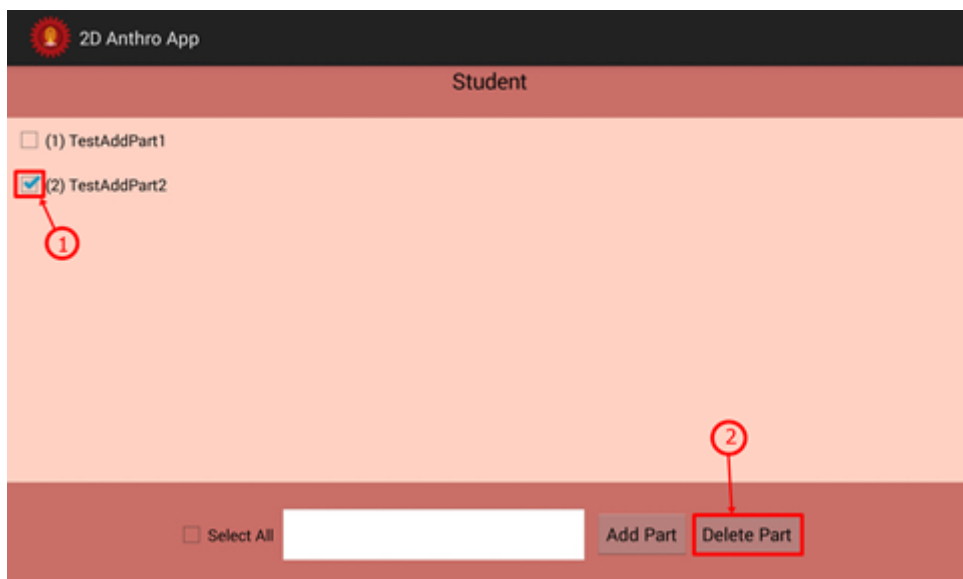 2D Anthro App
Student
(1) TestAddPart1
(2) TestAddPart2
1
2
Select All
Add Part
Delete Part